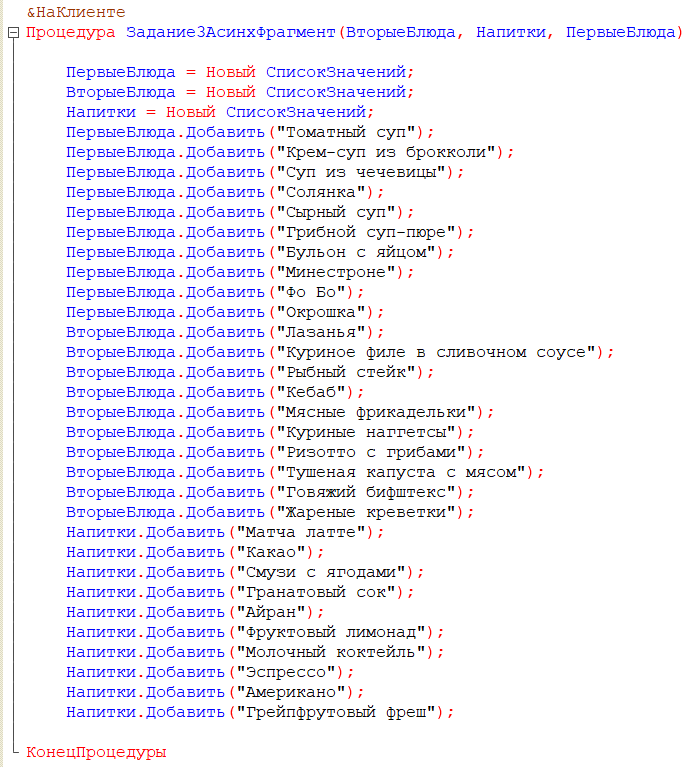 &НаКлиенте
Процедура Задание3АсинхФрагмент(ВторыеБлюда, Напитки, ПервыеБлюда)
ПервыеБлюда = Новый СписокЗначений;
ВторыеБлюда = Новый СписокЗначений;
Напитки = Новый СписокЗначений;
ПервыеБлюда.Добавить("Томатный суп");
ПервыеБлюда.Добавить("Крем-суп из брокколи");
ПервыеБлюда.Добавить("Суп из чечевицы");
ПервыеБлюда.Добавить("Солянка");
ПервыеБлюда.Добавить("Сырный суп");
ПервыеБлюда.Добавить("Грибной суп-пюре");
ПервыеБлюда.Добавить("Бульон с яйцом");
ПервыеБлюда.Добавить("Минестроне");
ПервыеБлюда.Добавить("Фо Бо");
ПервыеБлюда.Добавить("Окрошка");
ВторыеБлюда.Добавить("Лазанья");
ВторыеБлюда.Добавить("Куриное филе в сливочном соусе");
ВторыеБлюда.Добавить("Рыбный стейк");
ВторыеБлюда.Добавить("Кебаб");
ВторыеБлюда.Добавить("Мясные фрикадельки");
ВторыеБлюда.Добавить("Куриные наггетсы");
ВторыеБлюда.Добавить("Ризотто с грибами");
ВторыеБлюда.Добавить("Тушеная капуста с мясом");
ВторыеБлюда.Добавить("Говяжий бифштекс");
ВторыеБлюда.Добавить("Жареные креветки");
Напитки.Добавить("Матча латте");
Напитки.Добавить("Какао");
Напитки.Добавить("Смузи с ягодами");
Напитки.Добавить("Гранатовый сок");
Напитки.Добавить("Айран");
Напитки.Добавить("Фруктовый лимонад");
Напитки.Добавить("Молочный коктейль");
Напитки.Добавить("Эспрессо");
Напитки.Добавить("Американо");
Напитки.Добавить("Грейпфрутовый фреш");
КонецПроцедуры